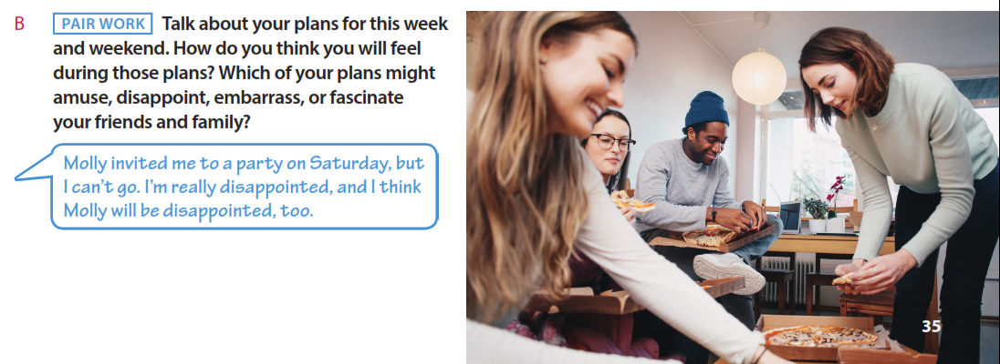 B PAIR WORK Talk about your plans for this week
and weekend. How do you think you will feel
during those plans? Which of your plans might
amuse, disappoint, embarrass, or fascinate
your friends and family?
Molly invited me to a party on Saturday, but
I can't go. I'm really disappointed, and I think
Molly will be disappointed, too.
35